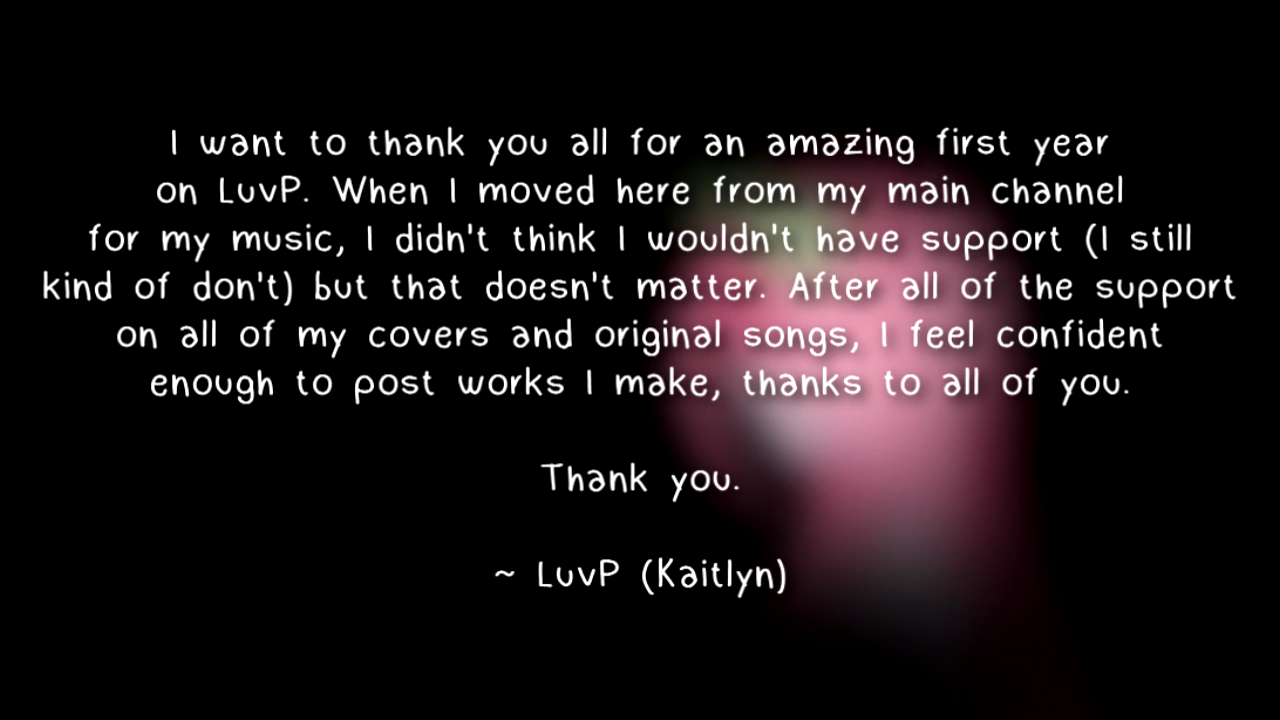 I want to thank you all for an amazing first year
on LuvP. When I moved here from my main channel
for my music, I didn't think I wouldn't have support (I still
kind of don't) but that doesn't matter. After all of the support
on all of my covers and original songs, I feel confident
enough to post works I make, thanks to all of you.
Thank you.
~ LuvP (Kaitlyn)